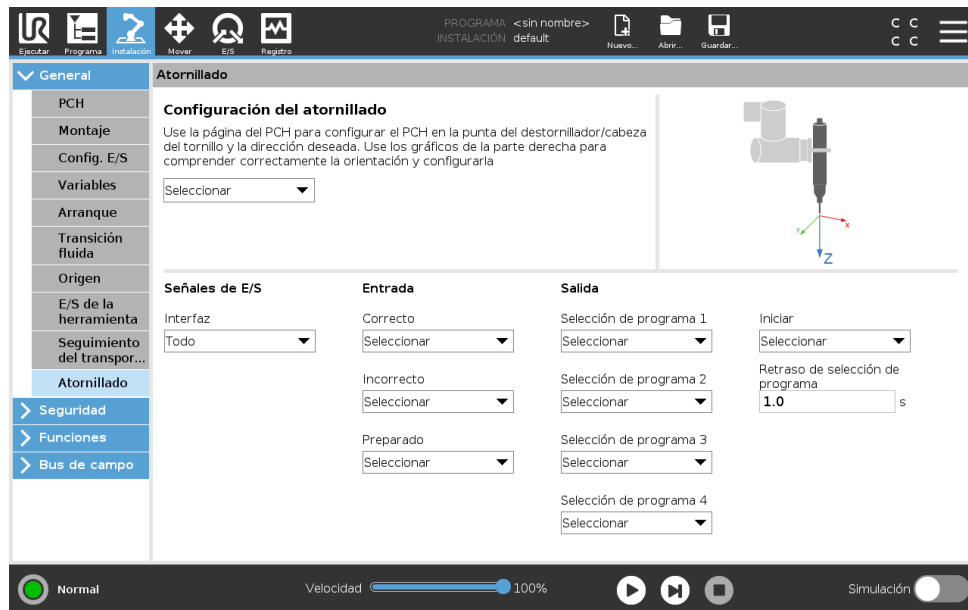 UR
PROGRAMA <sin nombre>
INSTALACIÓN default
Ejecutar Programa Instalación Mover E/S Registro Nuevo... Abrir... Guardar...
C C
C C
General
PCH
Montaje
Config. E/S
Variables
Arranque
Transición
fluida
Origen
E/S de la
herramienta
Seguimiento
del transpor...
Atornillado
Seguridad
Funciones
Bus de campo
Atornillado
Configuración del atornillado
Use la página del PCH para configurar el PCH en la punta del destornillador/cabeza
del tornillo y la dirección deseada. Use los gráficos de la parte derecha para
comprender correctamente la orientación y configurarla
Seleccionar
Y X
Z
Señales de E/S Entrada Salida
Interfaz Correcto Selección de programa 1 Iniciar
Todo Seleccionar Seleccionar Seleccionar
Incorrecto Selección de programa 2 Retraso de selección de
programa
Seleccionar Seleccionar 1.0 s
Preparado Selección de programa 3
Seleccionar Seleccionar
Selección de programa 4
Seleccionar
Normal Velocidad 100% Simulación